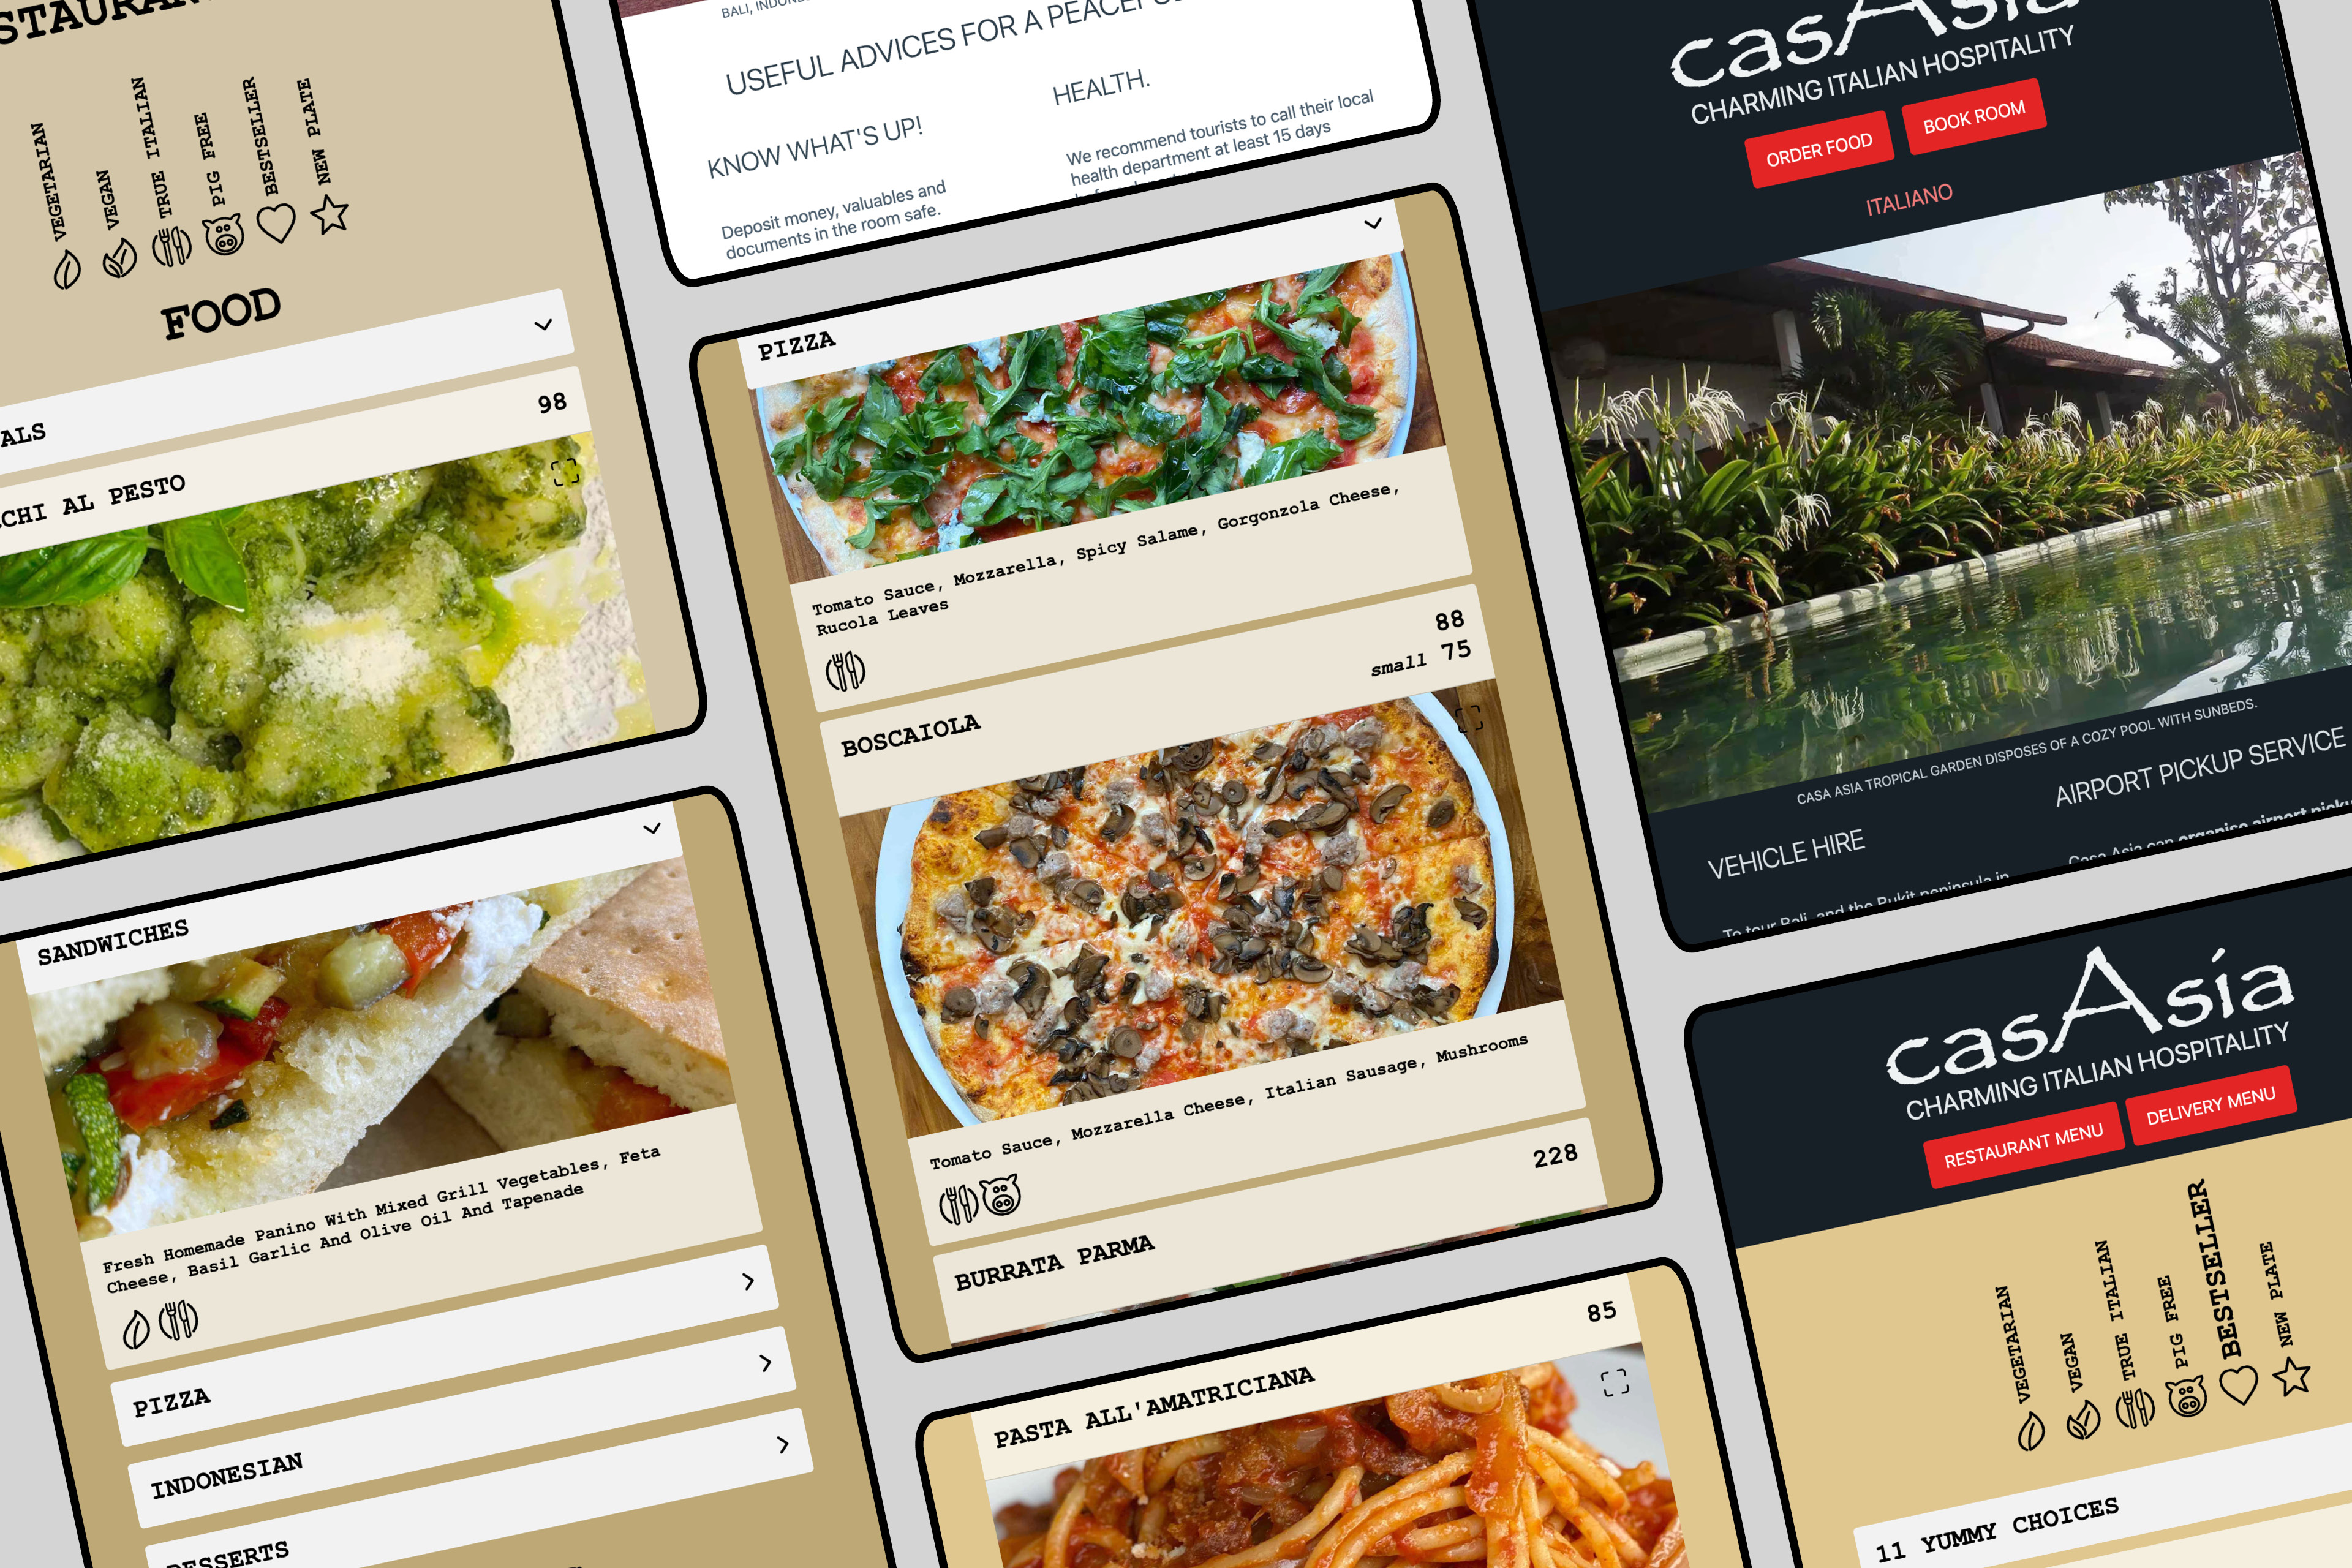 VEGETARIAN
VEGAN
TRUE ITALIAN
PIG FREE
BESTSELLER
NEW PLATE
FOOD
98
AL PESTO
SANDWICHES
Fresh Homemade Panino With Mixed Grill Vegetables, Feta
Cheese, Basil Garlic And Olive Oil And Tapenade
PIZZA
INDONESIAN
DESSERTS
USEFUL ADVICES FOR A
KNOW WHAT'S UP!
Deposit money, valuables and
documents in the room safe.
HEALTH.
We recommend tourists to call their local
health department at least 15 days
PIZZA
Tomato Sauce, Mozzarella, Spicy Salame, Gorgonzola Cheese,
Rucola Leaves
88
small 75
BOSCAIOLA
Tomato Sauce, Mozzarella Cheese, Italian Sausage, Mushrooms
228
BURRATA PARMA
85
PASTA ALL'AMATRICIANA
casAsia
CHARMING ITALIAN HOSPITALITY
ORDER FOOD
BOOK ROOM
ITALIANO
CASA ASIA TROPICAL GARDEN DISPOSES OF A COZY POOL WITH SUNBEDS.
VEHICLE HIRE
To tour Bali, and the Bukit peninsula in
AIRPORT PICKUP SERVICE
Casa Asia can organise airport
casAsia
CHARMING ITALIAN HOSPITALITY
RESTAURANT MENU
DELIVERY MENU
VEGETARIAN
VEGAN
TRUE ITALIAN
PIG FREE
BESTSELLER
NEW PLATE
11 YUMMY CHOICES